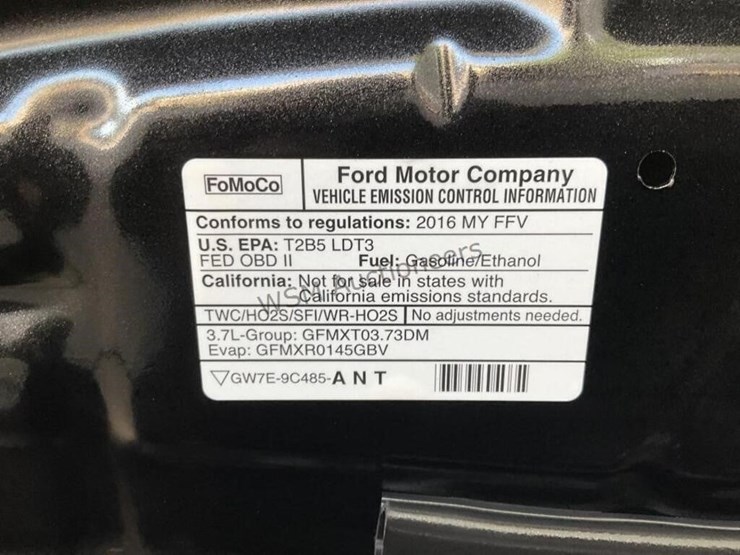 FoMoCo
Ford Motor Company
VEHICLE EMISSION CONTROL INFORMATION
Conforms to regulations: 2016 MY FFV
U.S. EPA: T2B5 LDT3
FED OBD II Fuel: Gasoline/Ethanol
California: Not for sale in states with
California emissions standards.
TWC/HO2S/SFI/WR-HO2S No adjustments needed.
3.7L-Group: GFMXT03.73DM
Evap: GFMXR0145GBV
▽GW7E-9C485-A N T
WSM Auctioneers